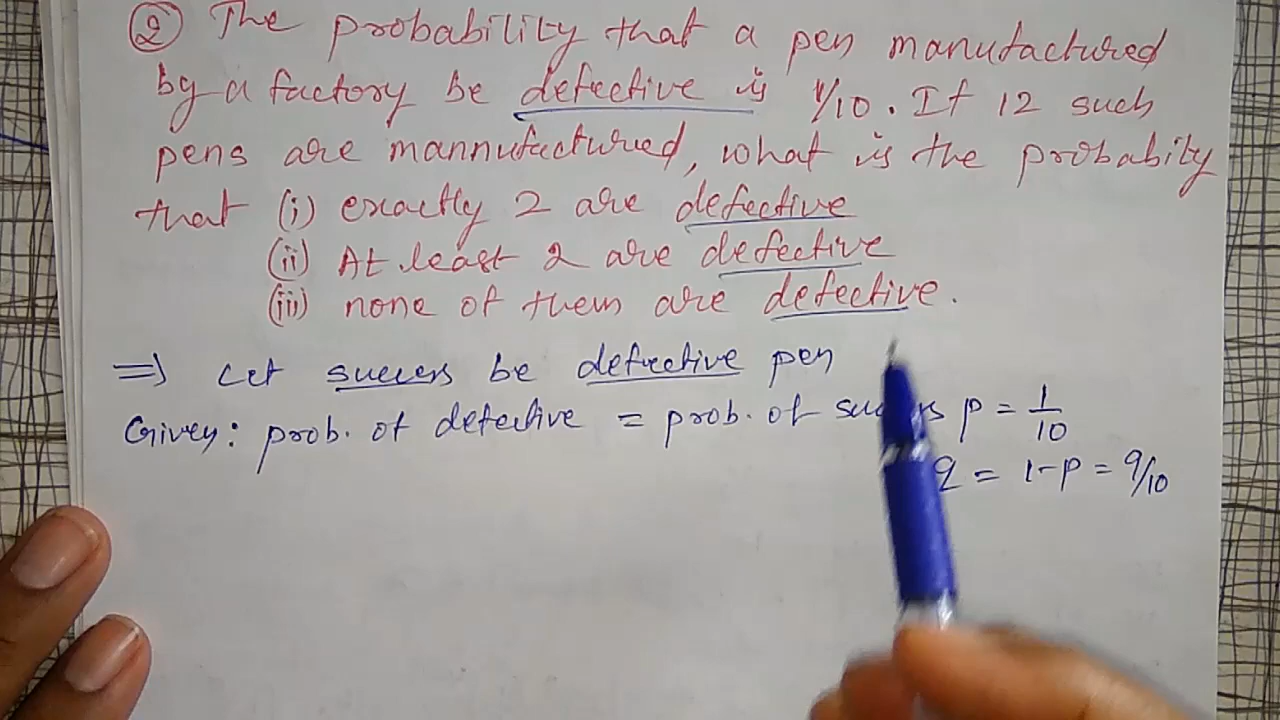 ② The probability that a pen manufactured
by a factory be defective is 1/10. If 12 such
pens are mannufactured, what is the probability
that (i) exactly 2 are defective
(ii) At least 2 are defective
(iii) none of them are defective.
⇒ Let success be defective pen
Given: prob. of defective = prob. of p = 1/10
q = 1-p = 9/10